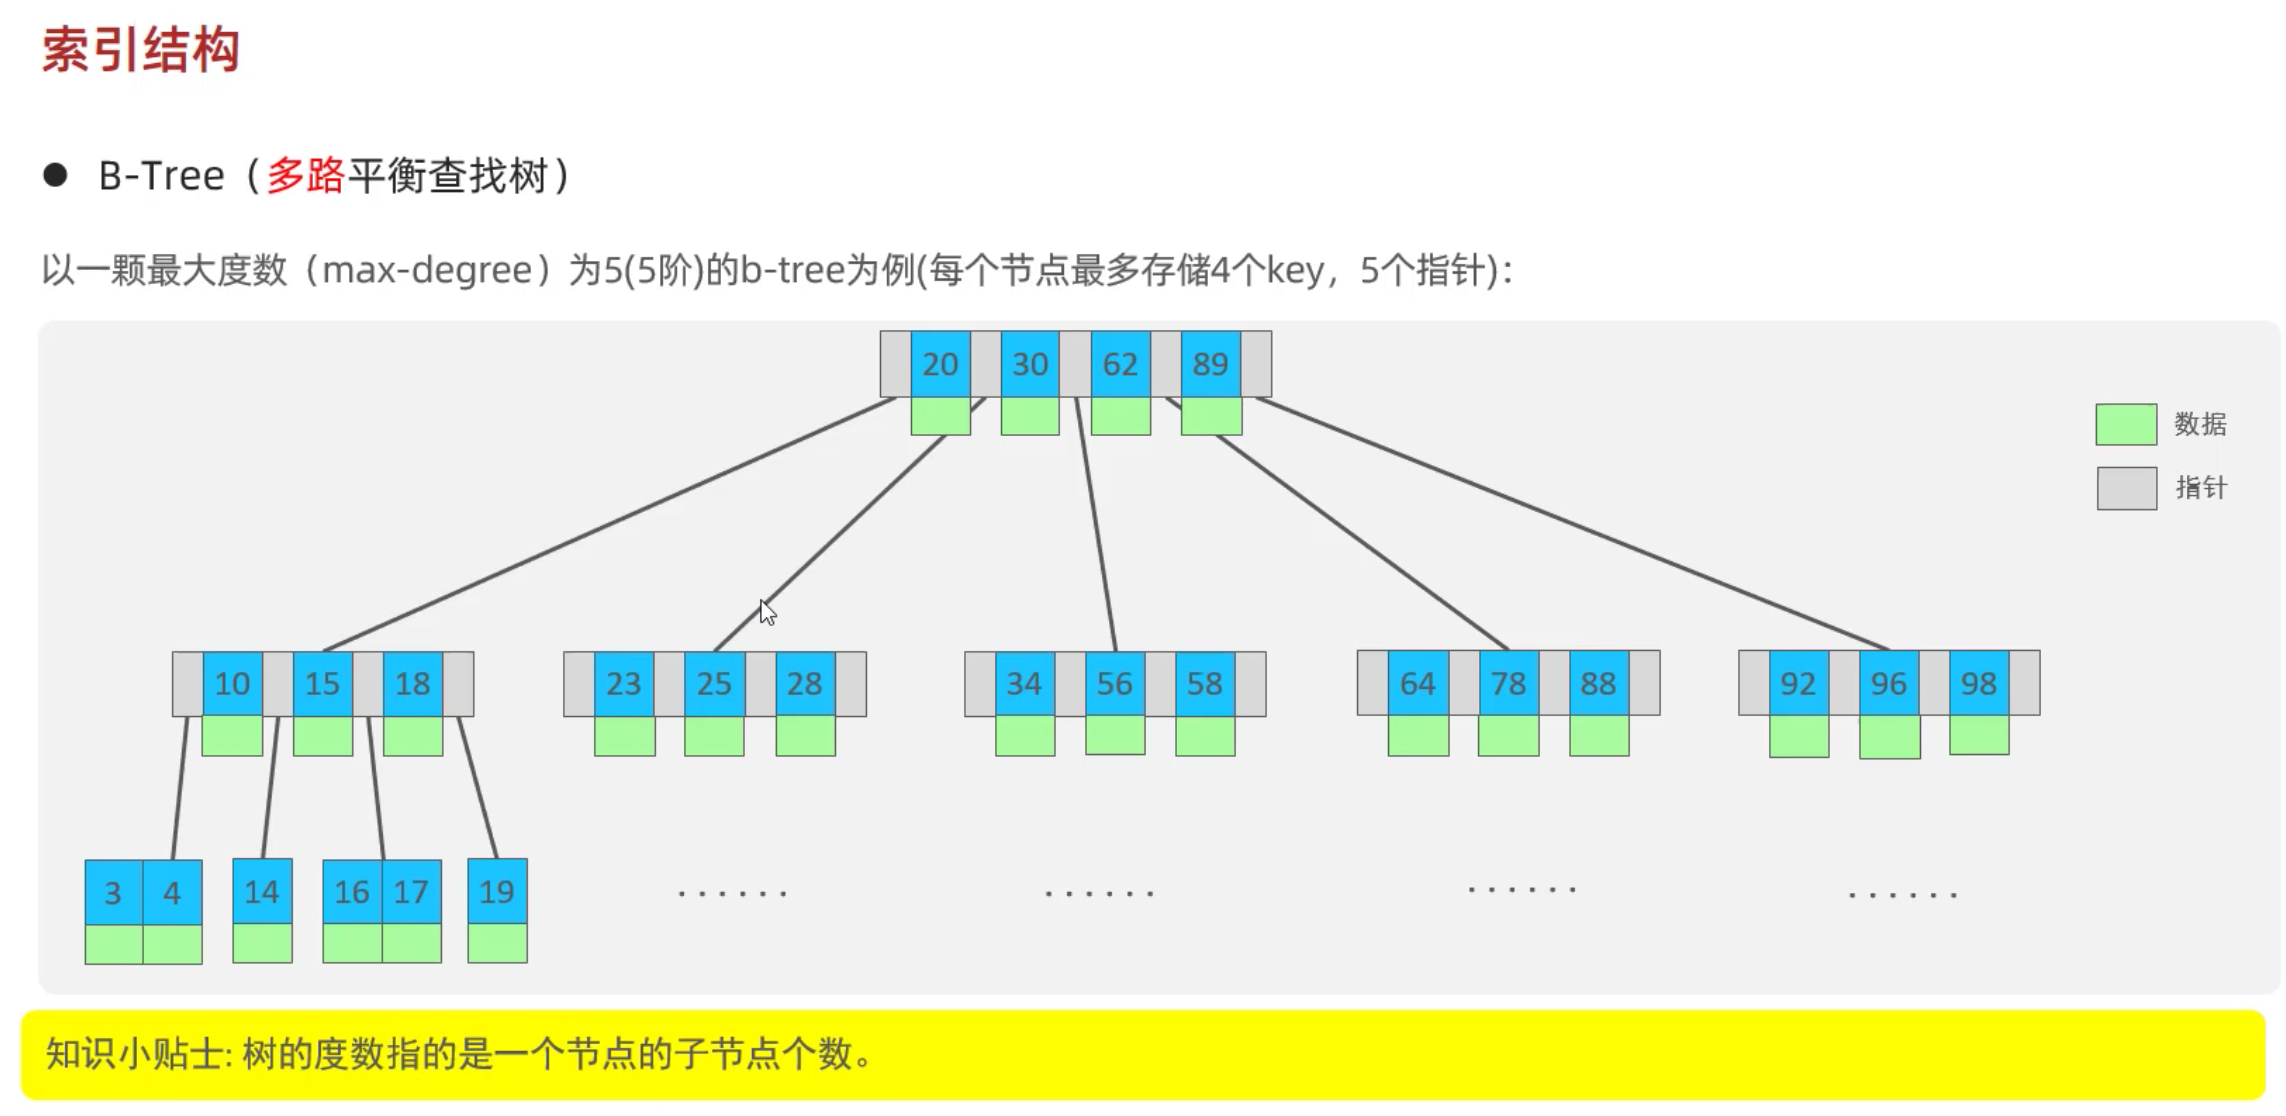 索引结构
● B-Tree（多路平衡查找树）
以一颗最大度数（max-degree）为5(5阶)的b-tree为例(每个节点最多存储4个key，5个指针)：
20 30 62 89
数据
指针
10 15 18 23 25 28 34 56 58 64 78 88 92 96 98
3 4 14 16 17 19 ······ ······ ······ ······
知识小贴士: 树的度数指的是一个节点的子节点个数。